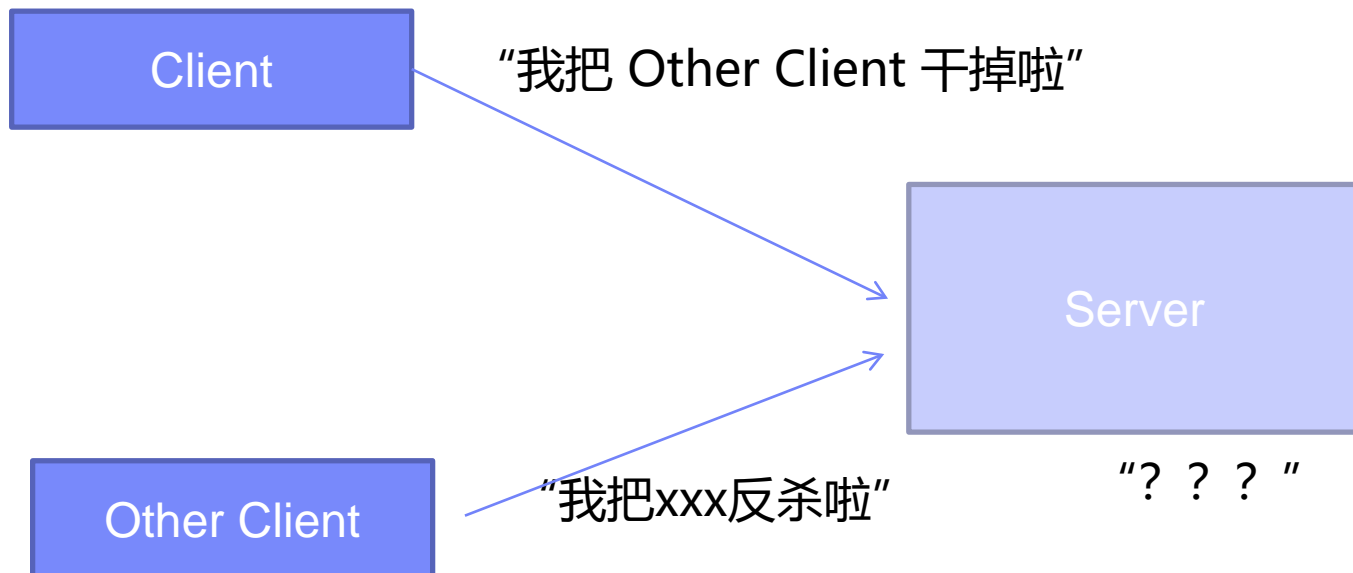 Client
“我把 Other Client 干掉啦”
Server
“？？？”
“我把xxx反杀啦”
Other Client